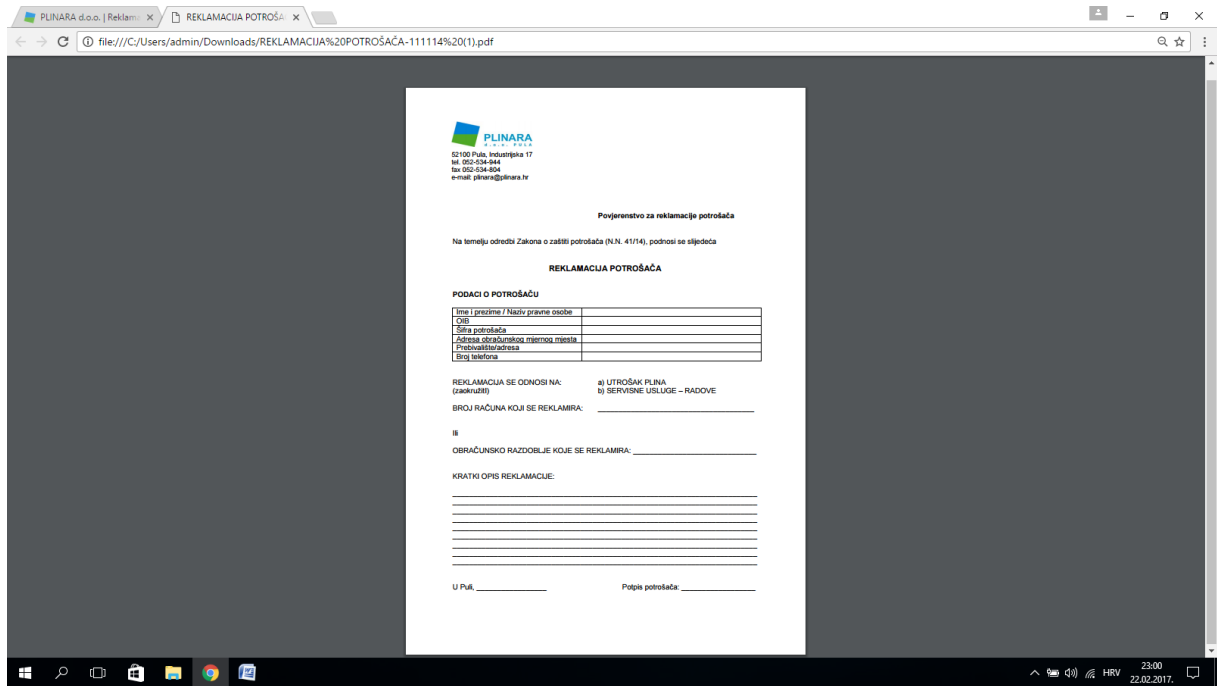 PLINARA d.o.o. | Reklam
REKLAMACIJA POTROŠA
file:///C:/Users/admin/Downloads/REKLAMACIJA%20POTROŠAČA-111114%20(1).pdf
PLINARA
d.o.o. PULA
52100 Pula, Industrijska 17
tel. 052-534-944
fax 052-534-804
e-mail: plinara@plinara.hr
Povjerenstvo za reklamacije potrošača
Na temelju odredbi Zakona o zaštiti potrošača (N.N. 41/14), podnosi se slijedeća
REKLAMACIJA POTROŠAČA
PODACI O POTROŠAČU
Ime i prezime / Naziv pravne osobe
OIB
Šifra potrošača
Adresa obračunskog mjernog mjesta
Prebivalište/adresa
Broj telefona
REKLAMACIJA SE ODNOSI NA: a) UTROŠAK PLINA
(zaokružiti) b) SERVISNE USLUGE – RADOVE
BROJ RAČUNA KOJI SE REKLAMIRA: ____________________
Ili
OBRAČUNSKO RAZDOBLJE KOJE SE REKLAMIRA: ____________________
KRATKI OPIS REKLAMACIJE:
U Puli, ____________________ Potpis potrošača: ____________________
HRV
23:00
22.02.2017.